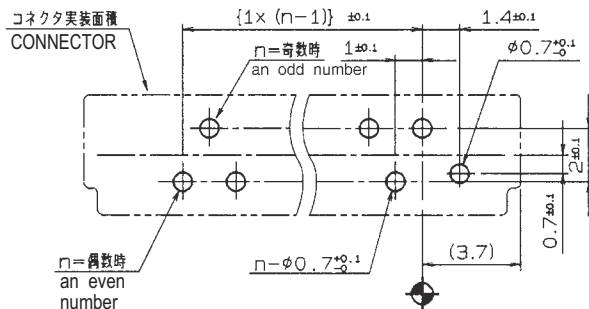 コネクタ実装面積
CONNECTOR
{1×(n-1)} ±0.1
1.4±0.1
n=奇数時
an odd number
1±0.1
φ0.7+0.1 -0
2±0.1
0.7±0.1
n=偶数時
an even
number
n-φ0.7+0.1 -0
(3.7)